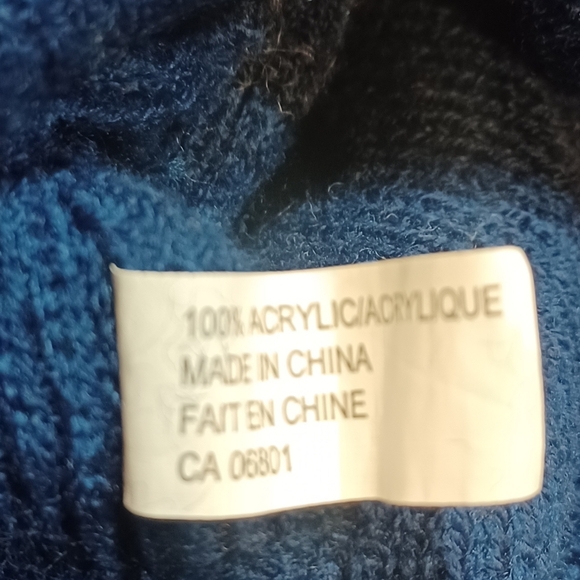 100% ACRYLIC/ACRYLIQUE
MADE IN CHINA
FAIT EN CHINE
CA 06801